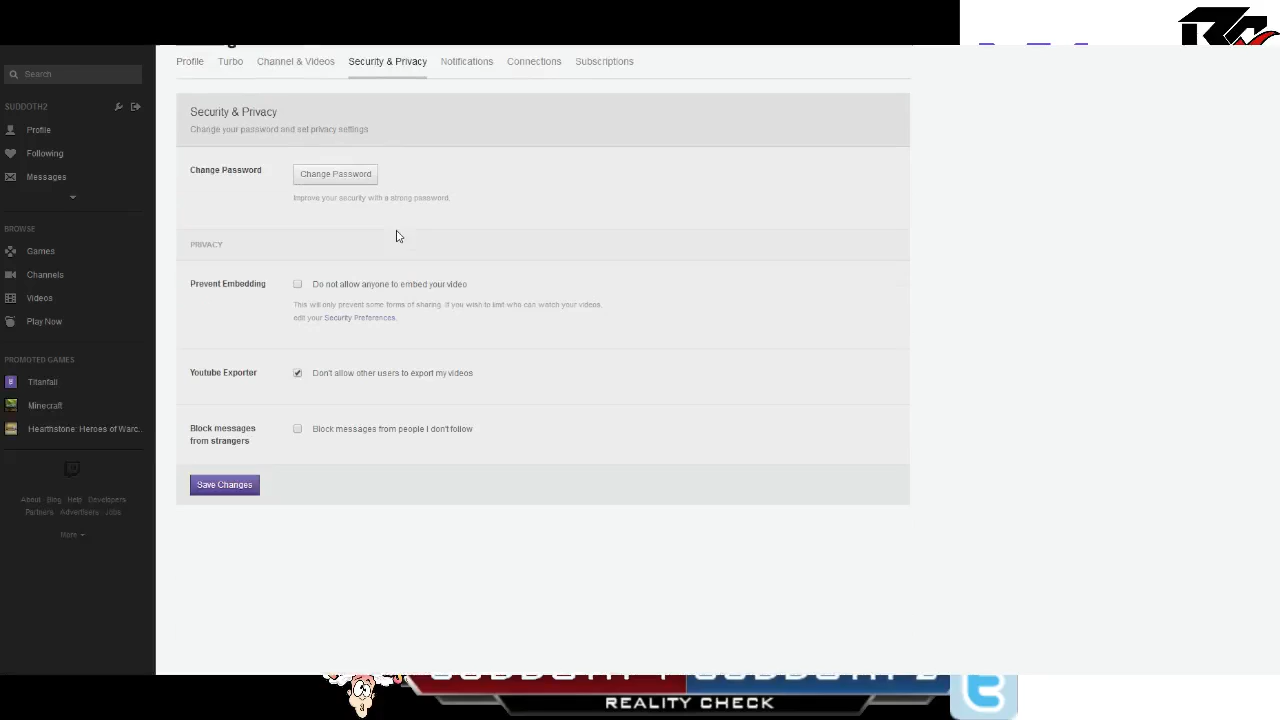 Profile Turbo Channel & Videos Security & Privacy Notifications Connections Subscriptions
Search
SUDDOTH2
Profile
Following
Messages
BROWSE
Games
Channels
Videos
Play Now
PROMOTED GAMES
Titanfall
Minecraft
Hearthstone: Heroes of Warc..
About Blog Help Developers
Partners Advertisers Jobs
More
Security & Privacy
Change your password and set privacy settings
Change Password
Change Password
Improve your security with a strong password.
PRIVACY
Prevent Embedding
Do not allow anyone to embed your video
This will only prevent some forms of sharing. If you wish to limit who can watch your videos,
edit your Security Preferences.
Youtube Exporter
Don't allow other users to export my videos
Block messages
from strangers
Block messages from people I don't follow
Save Changes
REALITY CHECK